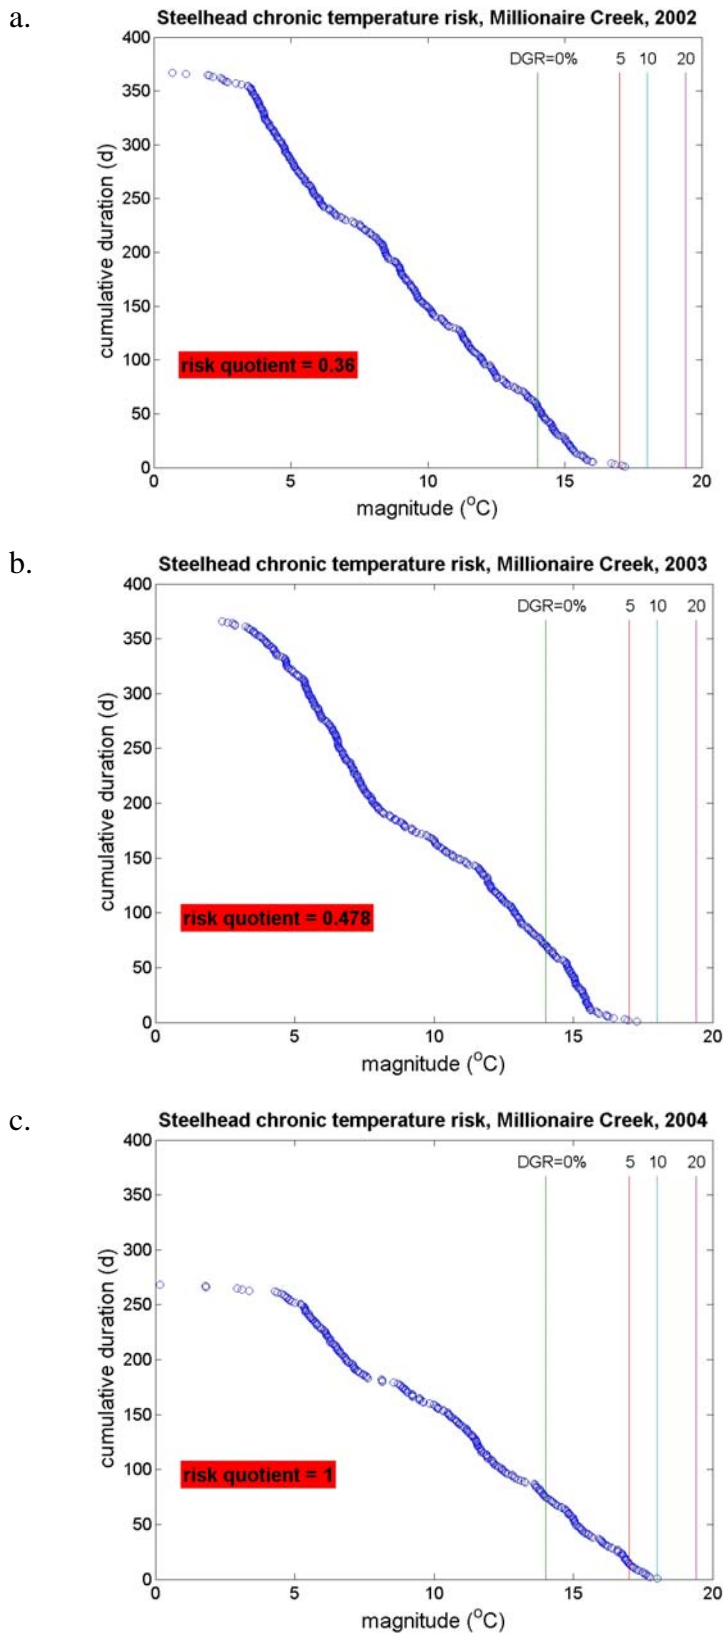 a.
Steelhead chronic temperature risk, Millionaire Creek, 2002
400
DGR=0% 5 10 20
350
300
250
200
150
100
50
0
cumulative duration (d)
risk quotient = 0.36
0 5 10 15 20
magnitude (°C)
b.
Steelhead chronic temperature risk, Millionaire Creek, 2003
400
DGR=0% 5 10 20
350
300
250
200
150
100
50
0
cumulative duration (d)
risk quotient = 0.478
0 5 10 15 20
magnitude (°C)
c.
Steelhead chronic temperature risk, Millionaire Creek, 2004
400
DGR=0% 5 10 20
350
300
250
200
150
100
50
0
cumulative duration (d)
risk quotient = 1
0 5 10 15 20
magnitude (°C)